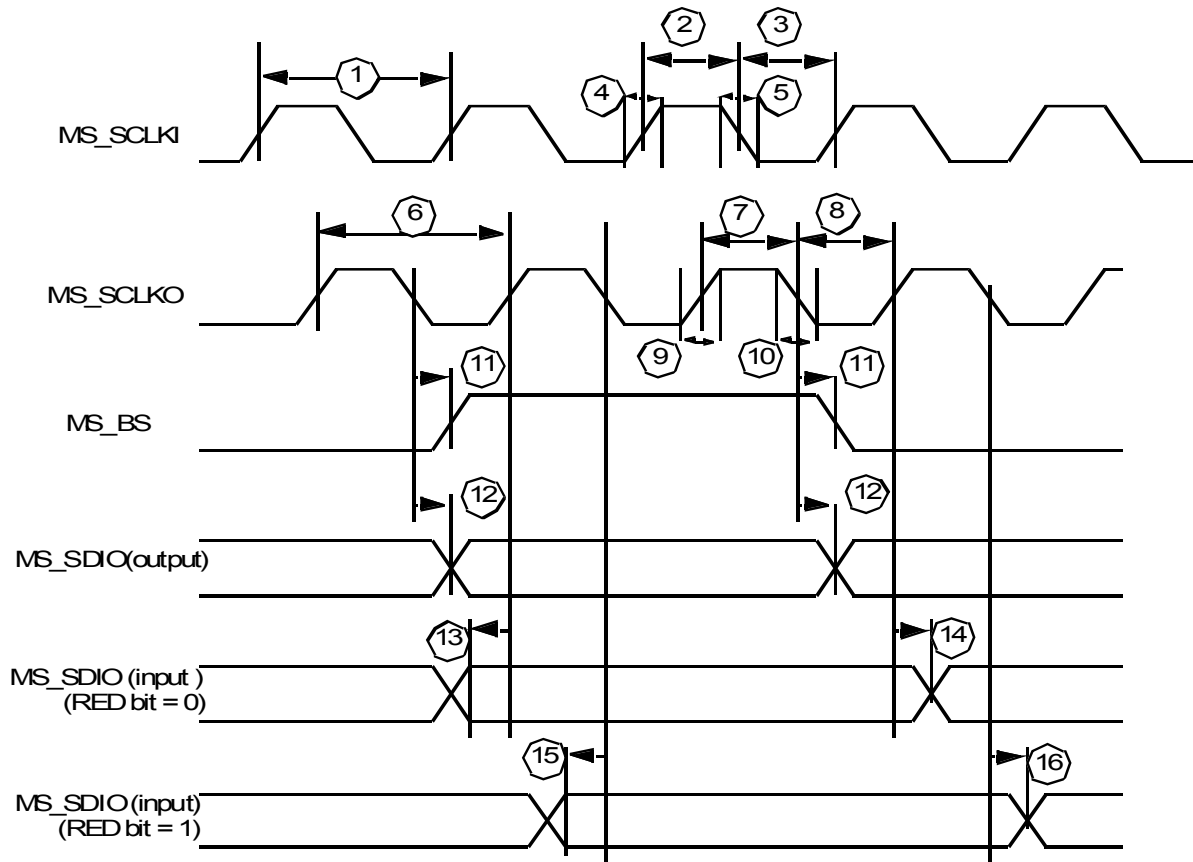 2
3
1
4
5
MS_SCLKI
6
7
8
MS_SCLKO
9
10
11
11
MS_BS
12
12
MS_SDIO(output)
13
14
MS_SDIO (input )
(RED bit = 0)
15
16
MS_SDIO (input)
(RED bit = 1)